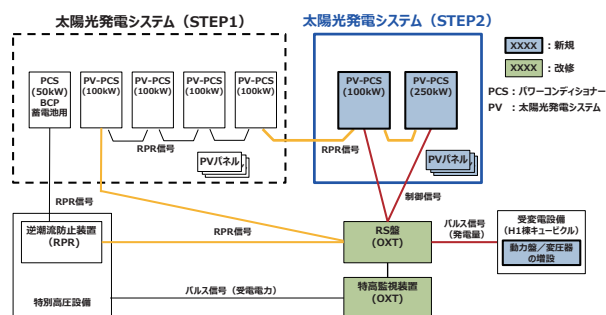 太陽光発電システム（STEP1）
太陽光発電システム（STEP2）
XXXX ：新規
XXXX ：改修
PCS：パワーコンディショナー
PV ：太陽光発電システム
PCS
(50kW)
BCP
蓄電池用
PV-PCS
(100kW)
PV-PCS
(100kW)
PV-PCS
(100kW)
PV-PCS
(100kW)
PV-PCS
(100kW)
PV-PCS
(250kW)
RPR信号
RPR信号
PVパネル
PVパネル
制御信号
RPR信号
RPR信号
逆潮流防止装置
(RPR)
RPR信号
RS盤
(OXT)
パルス信号
（発電量）
受変電設備
（H1棟キュービクル）
動力盤／変圧器
の増設
特別高圧設備
パルス信号（受電電力）
特高監視装置
(OXT)